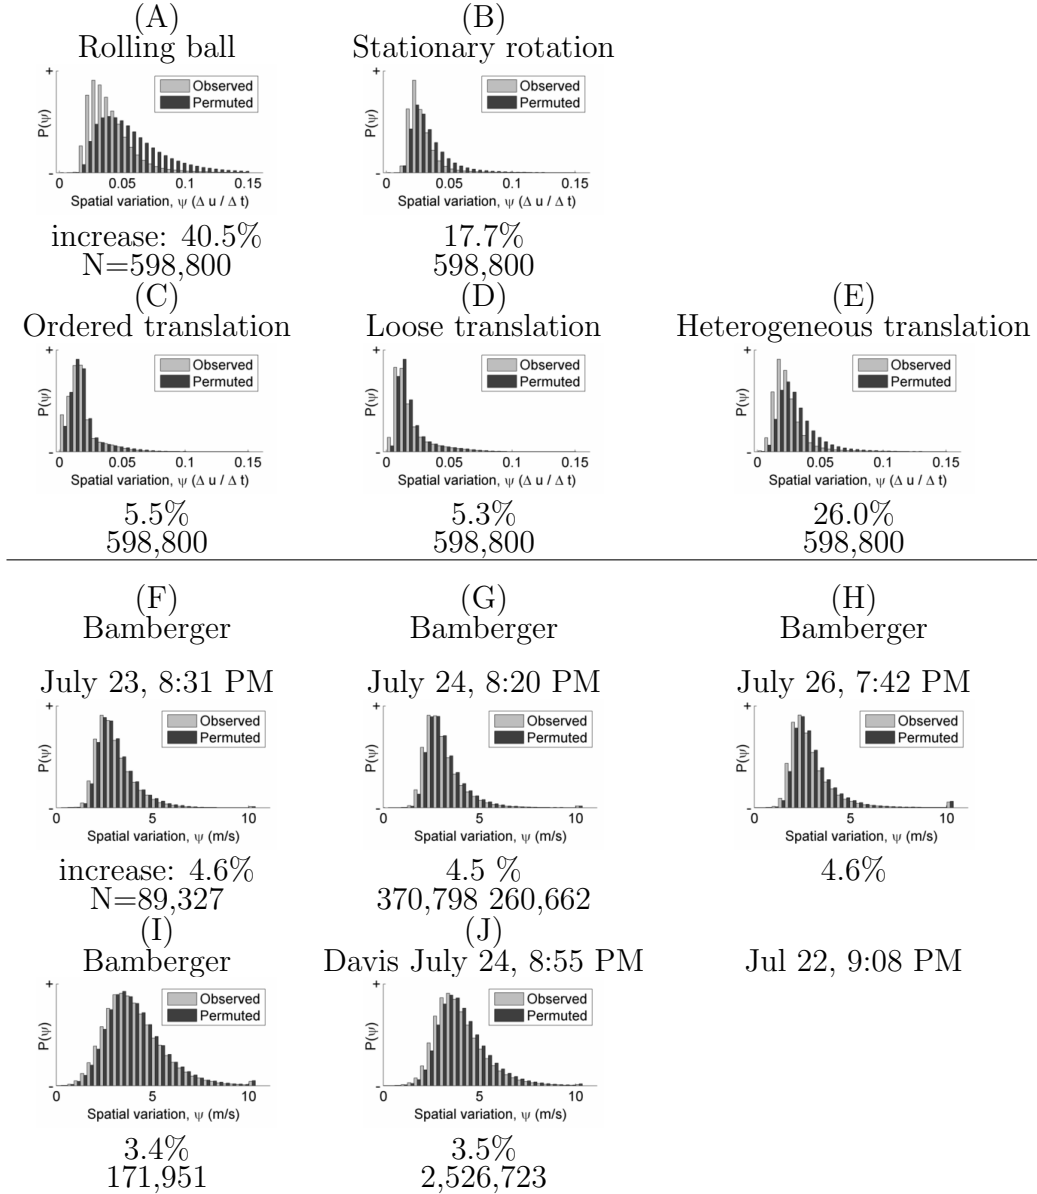 (A)
Rolling ball
+
P(ψ)
-
Observed
Permuted
0 0.05 0.1 0.15
Spatial variation, ψ (Δ u / Δ t)
increase: 40.5%
N=598,800
(B)
Stationary rotation
+
P(ψ)
-
Observed
Permuted
0 0.05 0.1 0.15
Spatial variation, ψ (Δ u / Δ t)
17.7%
598,800
(C)
Ordered translation
+
P(ψ)
-
Observed
Permuted
0 0.05 0.1 0.15
Spatial variation, ψ (Δ u / Δ t)
5.5%
598,800
(D)
Loose translation
+
P(ψ)
-
Observed
Permuted
0 0.05 0.1 0.15
Spatial variation, ψ (Δ u / Δ t)
5.3%
598,800
(E)
Heterogeneous translation
+
P(ψ)
-
Observed
Permuted
0 0.05 0.1 0.15
Spatial variation, ψ (Δ u / Δ t)
26.0%
598,800
(F)
Bamberger
July 23, 8:31 PM
+
P(ψ)
-
Observed
Permuted
0 5 10
Spatial variation, ψ (m/s)
increase: 4.6%
N=89,327
(G)
Bamberger
July 24, 8:20 PM
+
P(ψ)
-
Observed
Permuted
0 5 10
Spatial variation, ψ (m/s)
4.5 %
370,798 260,662
(H)
Bamberger
July 26, 7:42 PM
+
P(ψ)
-
Observed
Permuted
0 5 10
Spatial variation, ψ (m/s)
4.6%
(I)
Bamberger
+
P(ψ)
-
Observed
Permuted
0 5 10
Spatial variation, ψ (m/s)
3.4%
171,951
(J)
Davis July 24, 8:55 PM
+
P(ψ)
-
Observed
Permuted
0 5 10
Spatial variation, ψ (m/s)
3.5%
2,526,723
Jul 22, 9:08 PM